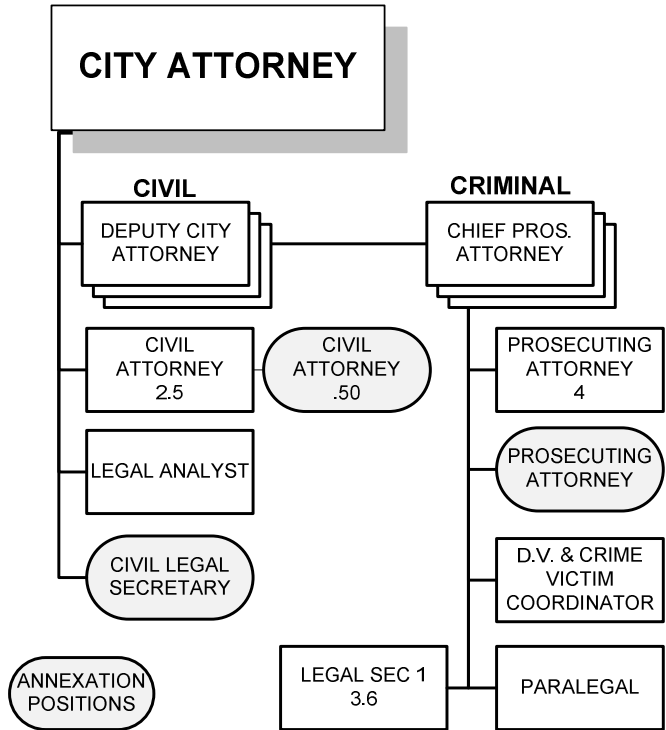 CITY ATTORNEY
CIVIL
CRIMINAL
DEPUTY CITY
ATTORNEY
CHIEF PROS.
ATTORNEY
CIVIL
ATTORNEY
2.5
CIVIL
ATTORNEY
.50
PROSECUTING
ATTORNEY
4
LEGAL ANALYST
PROSECUTING
ATTORNEY
CIVIL LEGAL
SECRETARY
D.V. & CRIME
VICTIM
COORDINATOR
ANNEXATION
POSITIONS
LEGAL SEC 1
3.6
PARALEGAL